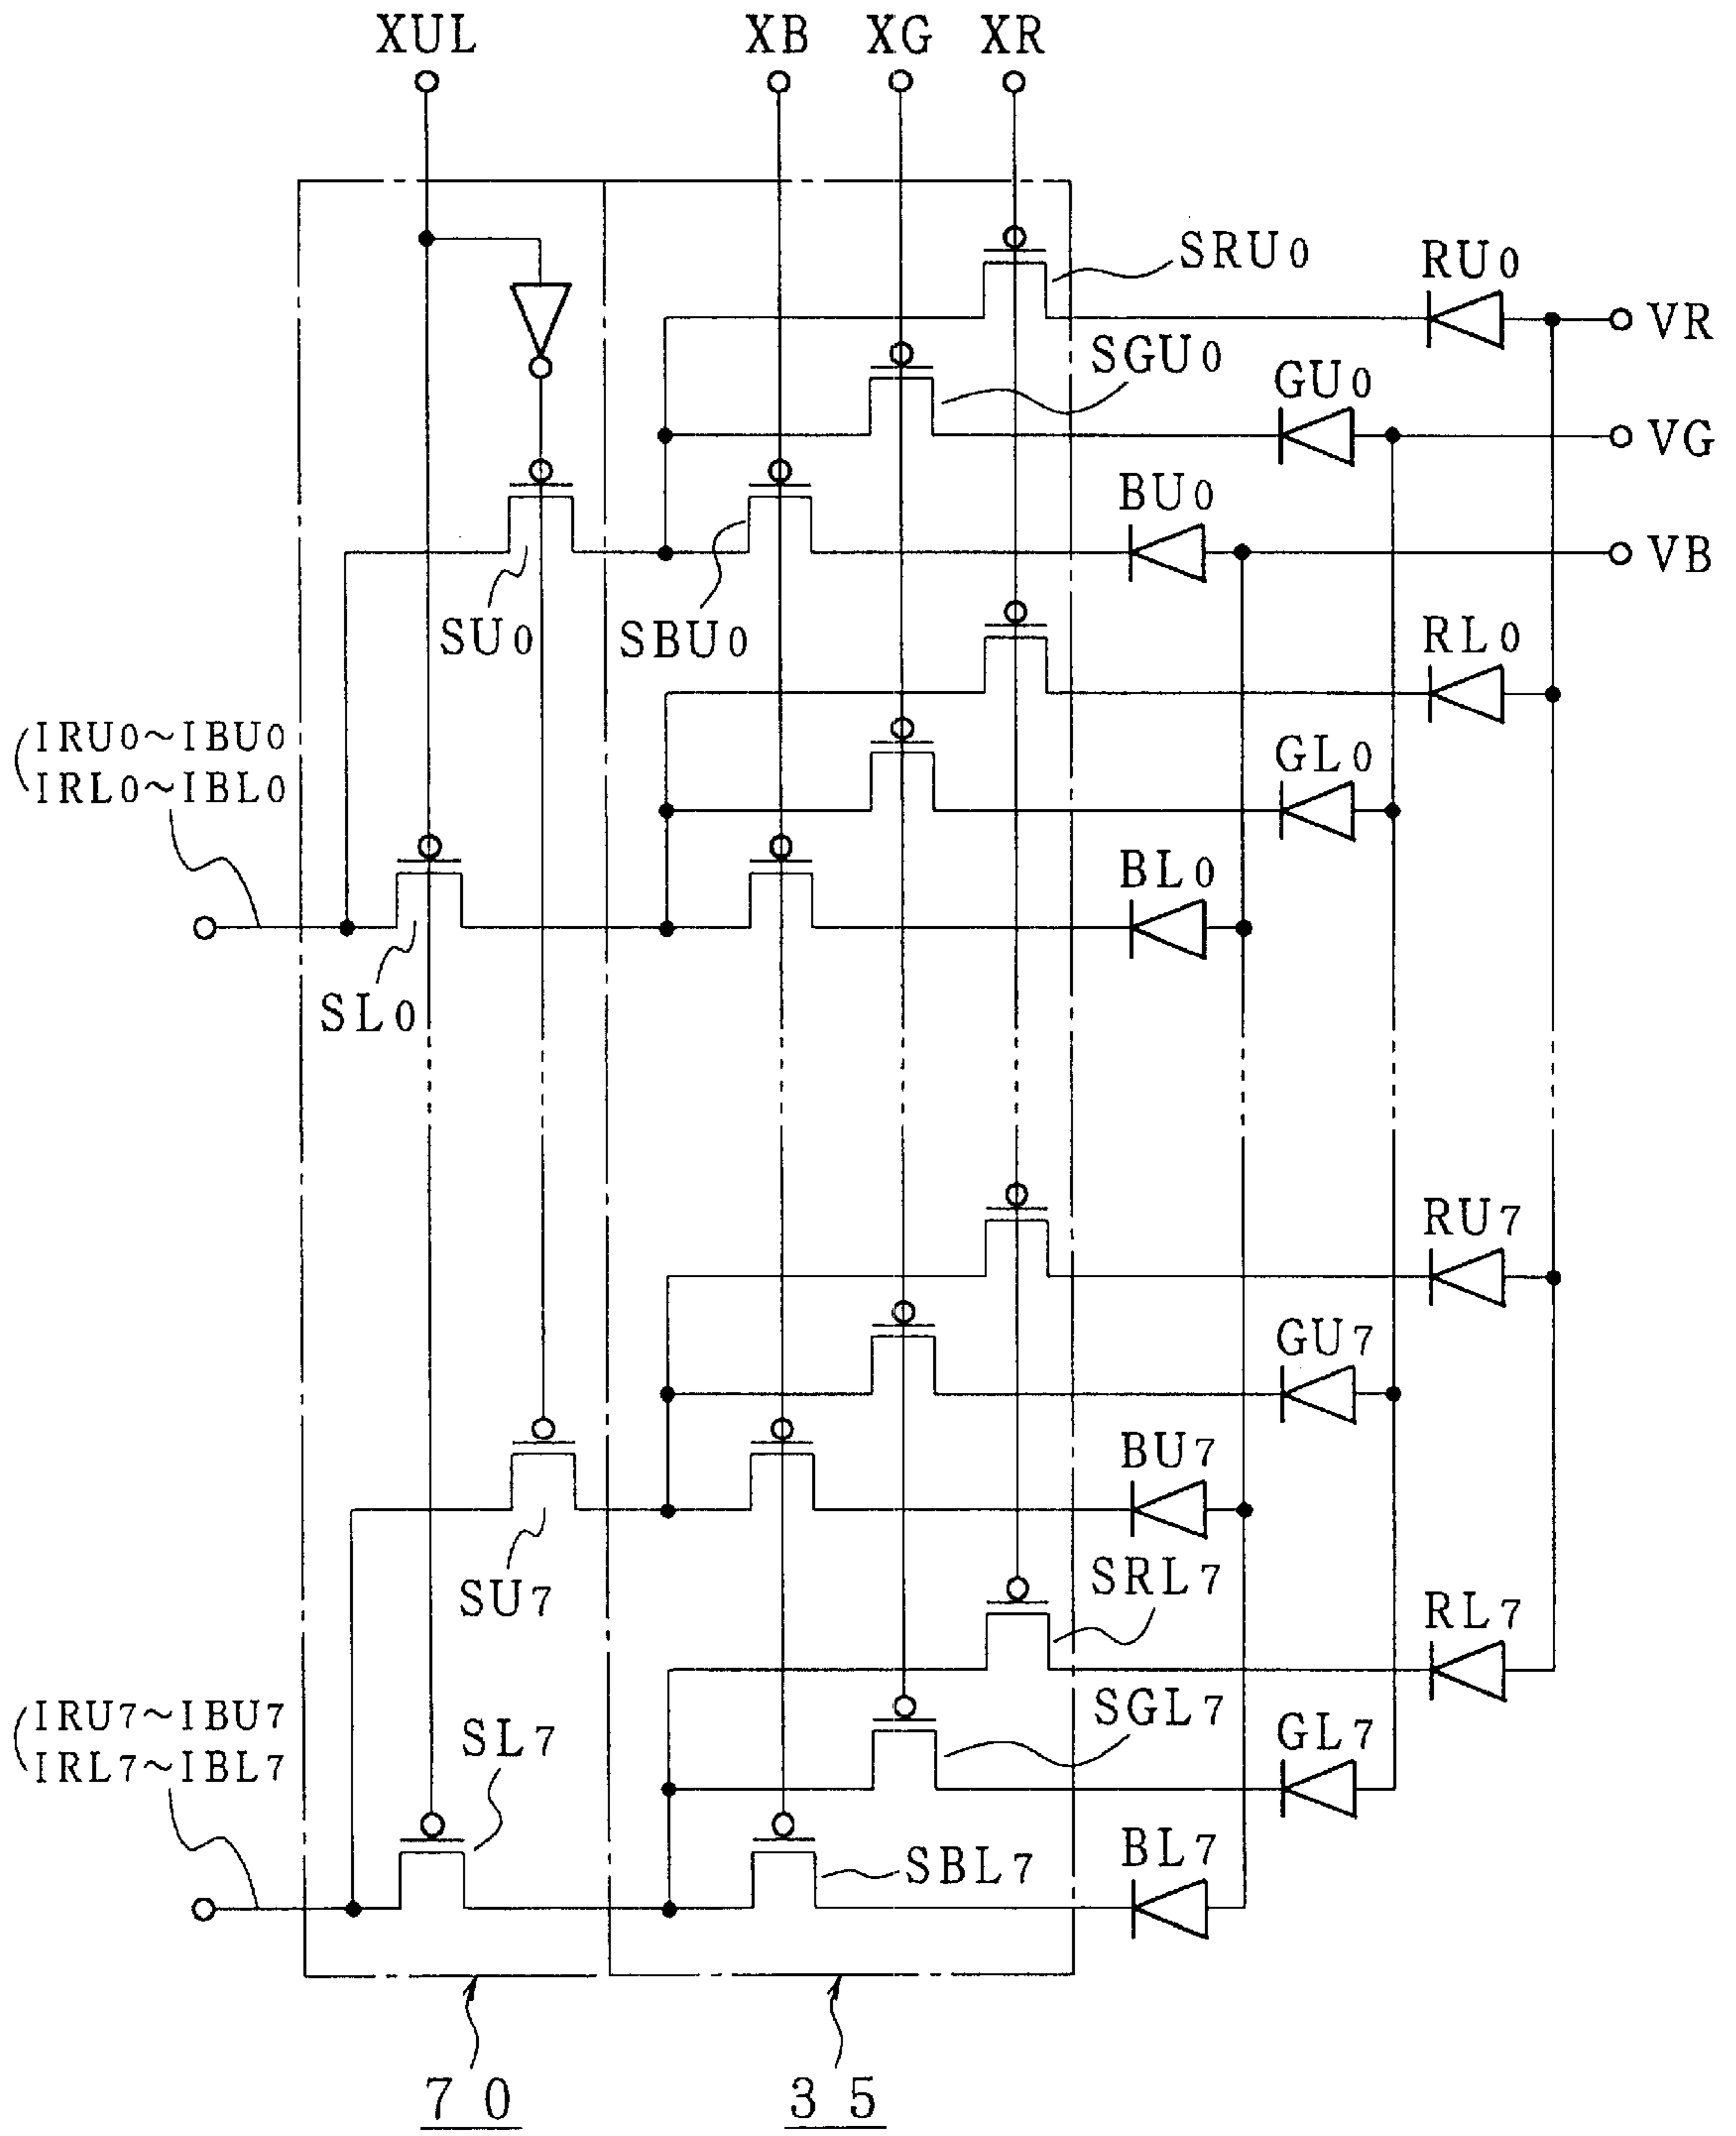 XUL XB XG XR
SRU0 RU0
VR
SGU0 GU0
VG
BU0
VB
SU0 SBU0
RL0
IRU0～IBU0
IRL0～IBL0
GL0
BL0
SL0
RU7
GU7
BU7
SU7
SRL7
RL7
IRU7～IBU7
IRL7～IBL7
SL7
SGL7
GL7
SBL7
BL7
70 35